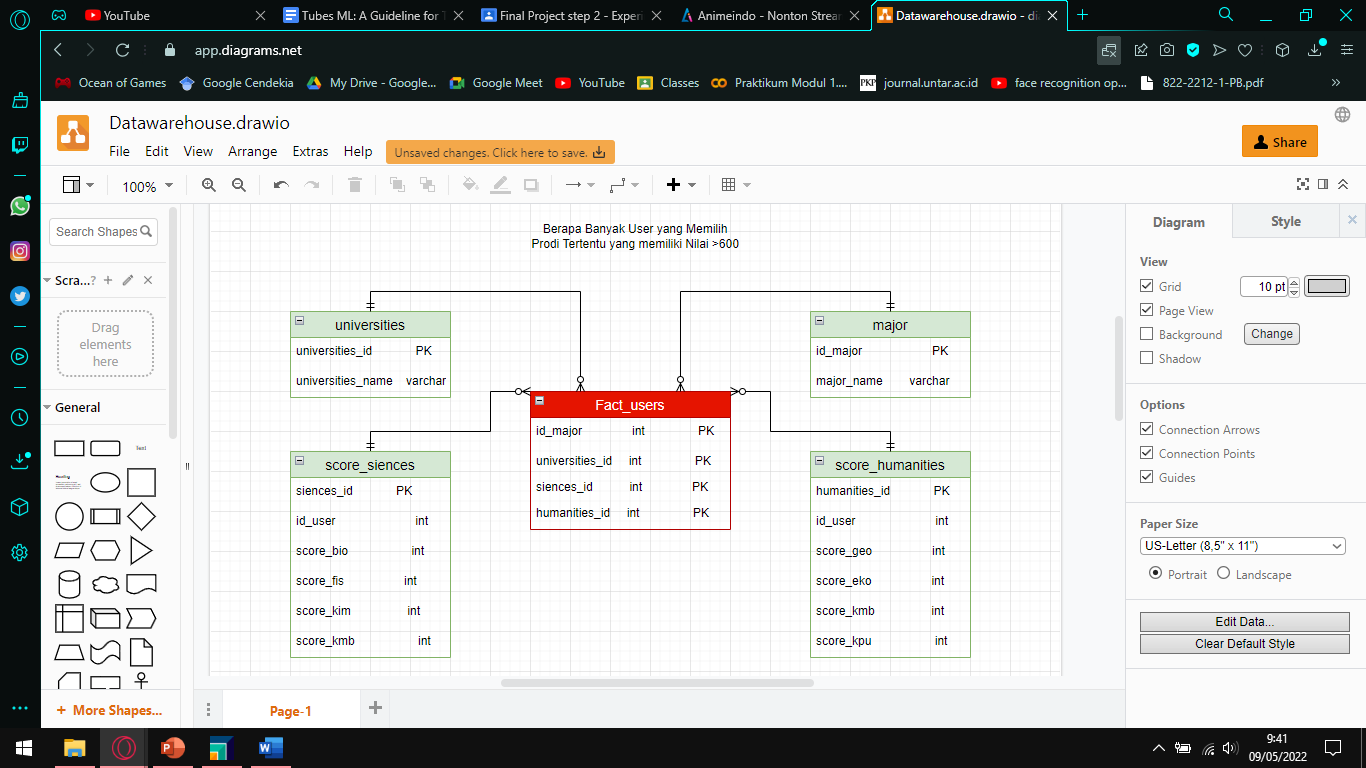 YouTube
Tubes ML: A Guideline for T
Final Project step 2 - Experi
Animeindo - Nonton Strea
Datawarehouse.drawio - dia
app.diagrams.net
Ocean of Games
Google Cendekia
My Drive - Google...
Google Meet
YouTube
Classes
Praktikum Modul 1....
PKP journal.untar.ac.id
face recognition op...
822-2212-1-PB.pdf
»
Datawarehouse.drawio
File Edit View Arrange Extras Help
Unsaved changes. Click here to save.
Share
100%
Search Shapes
Scra...?
Drag
elements
here
General
Text
Heading
+ More Shapes...
Berapa Banyak User yang Memilih
Prodi Tertentu yang memiliki Nilai >600
universities
universities_id PK
universities_name varchar
major
id_major PK
major_name varchar
Fact_users
id_major int PK
universities_id int PK
siences_id int PK
humanities_id int PK
score_siences
siences_id PK
id_user int
score_bio int
score_fis int
score_kim int
score_kmb int
score_humanities
humanities_id PK
id_user int
score_geo int
score_eko int
score_kmb int
score_kpu int
Page-1
Diagram
Style
View
Grid 10 pt
Page View
Background Change
Shadow
Options
Connection Arrows
Connection Points
Guides
Paper Size
US-Letter (8,5" x 11")
Portrait Landscape
Edit Data...
Clear Default Style
9:41
09/05/2022